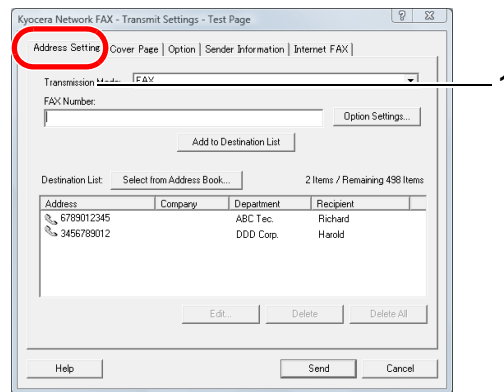 Kyocera Network FAX - Transmit Settings - Test Page
Address Setting Cover Page Option Sender Information Internet FAX
Transmission Mode: FAX
1
FAX Number:
Option Settings...
Add to Destination List
Destination List: Select from Address Book... 2 Items / Remaining 498 Items
Address Company Department Recipient
6789012345 ABC Tec. Richard
3456789012 DDD Corp. Harold
Edit... Delete Delete All
Help Send Cancel